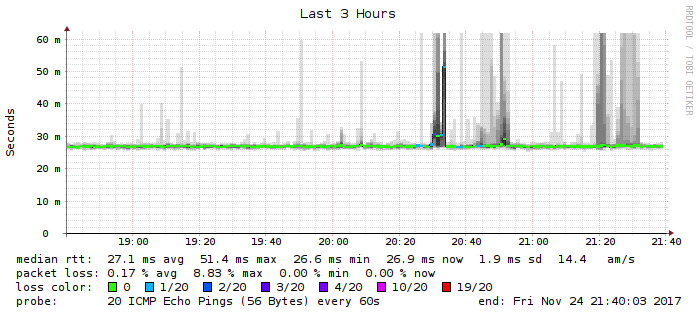 Last 3 Hours
RRDTOOL / TOBI OETIKER
Seconds
60 m
50 m
40 m
30 m
20 m
10 m
0
19:00 19:20 19:40 20:00 20:20 20:40 21:00 21:20 21:40
median rtt: 27.1 ms avg 51.4 ms max 26.6 ms min 26.9 ms now 1.9 ms sd 14.4 am/s
packet loss: 0.17 % avg 8.83 % max 0.00 % min 0.00 % now
loss color: 0 1/20 2/20 3/20 4/20 10/20 19/20
probe: 20 ICMP Echo Pings (56 Bytes) every 60s end: Fri Nov 24 21:40:03 2017